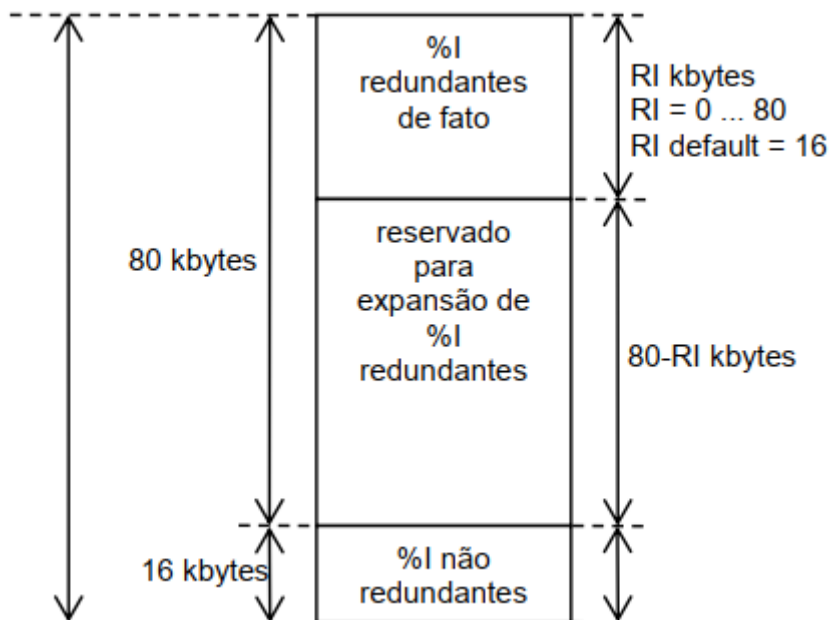 %I
redundantes
de fato
RI kbytes
RI = 0 ... 80
RI default = 16
80 kbytes
reservado
para
expansão de
%I
redundantes
80-RI kbytes
16 kbytes
%I não
redundantes